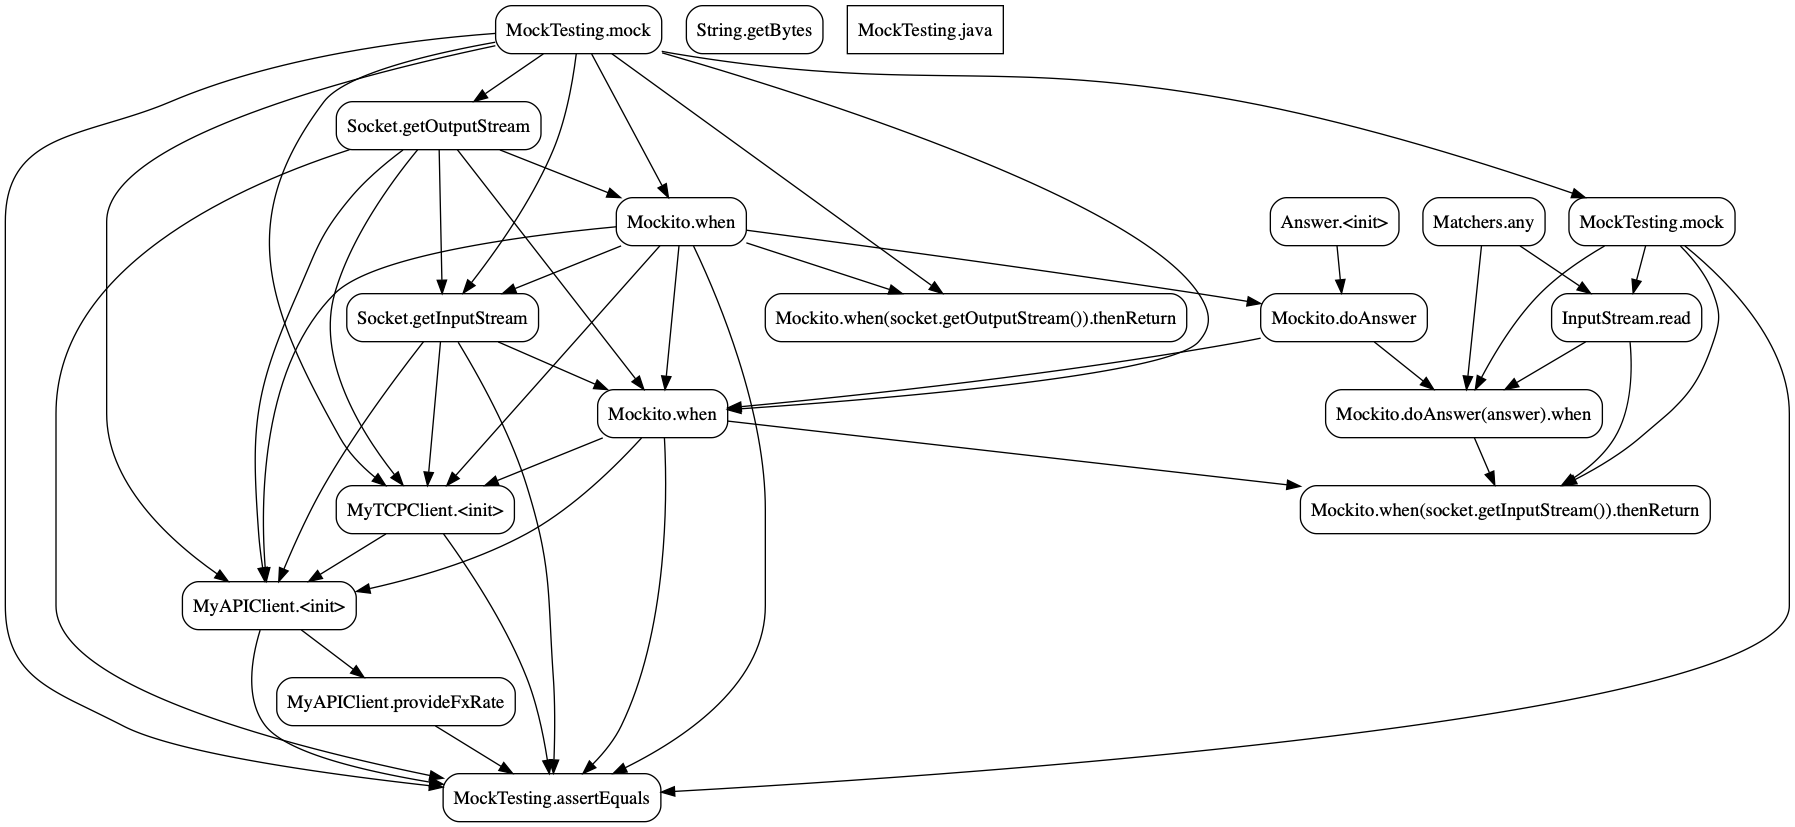 MockTesting.mock
String.getBytes
MockTesting.java
Socket.getOutputStream
Mockito.when
Answer.<init>
Matchers.any
MockTesting.mock
Socket.getInputStream
Mockito.when(socket.getOutputStream()).thenReturn
Mockito.doAnswer
InputStream.read
Mockito.when
Mockito.doAnswer(answer).when
MyTCPClient.<init>
Mockito.when(socket.getInputStream()).thenReturn
MyAPIClient.<init>
MyAPIClient.provideFxRate
MockTesting.assertEquals